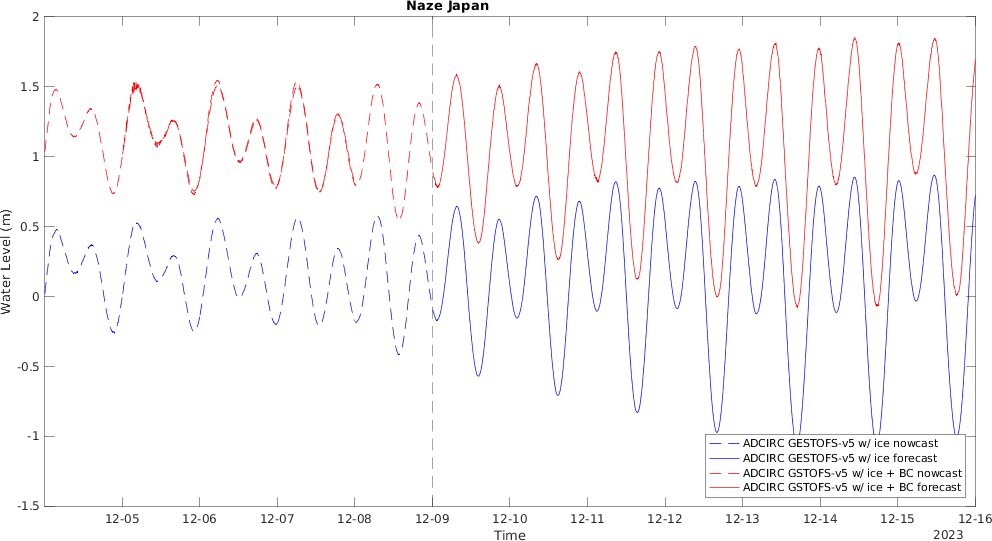 Naze Japan
2
1.5
1
0.5
0
-0.5
-1
-1.5
Water Level (m)
ADCIRC GESTOFS-v5 w/ ice nowcast
ADCIRC GESTOFS-v5 w/ ice forecast
ADCIRC GSTOFS-v5 w/ ice + BC nowcast
ADCIRC GSTOFS-v5 w/ ice + BC forecast
12-05 12-06 12-07 12-08 12-09 12-10 12-11 12-12 12-13 12-14 12-15 12-16
Time
2023